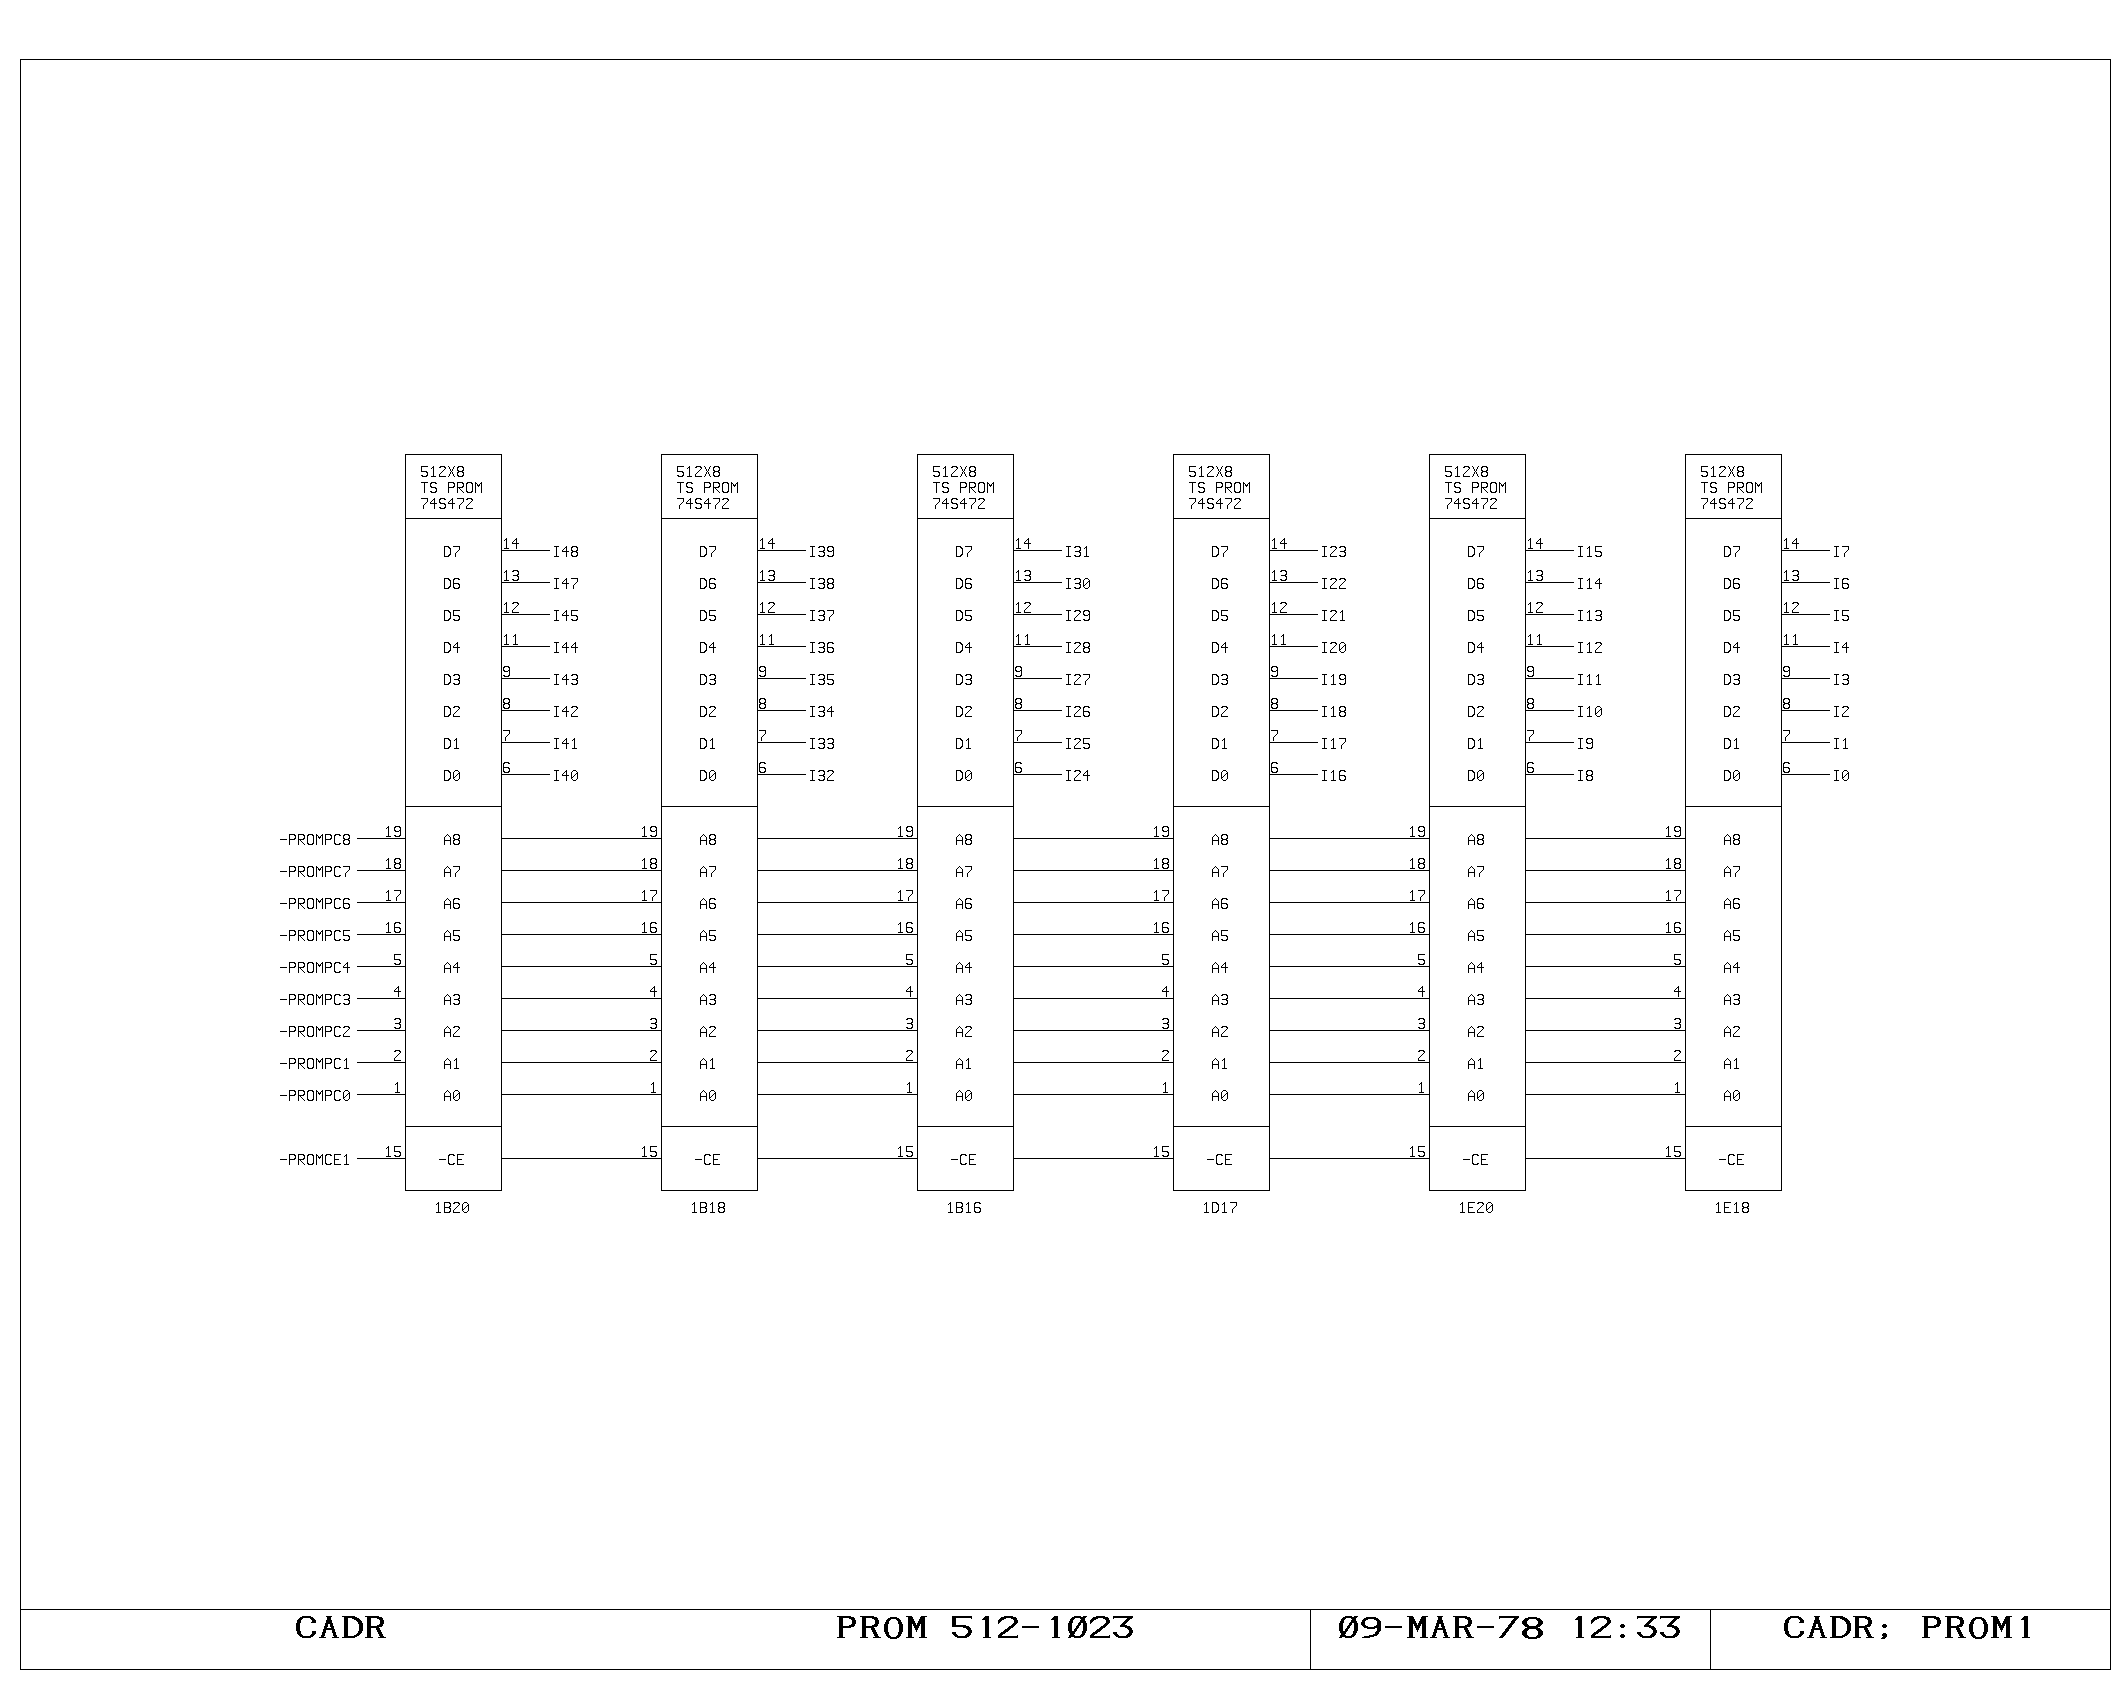 512X8 512X8 512X8 512X8 512X8 512X8
TS PROM TS PROM TS PROM TS PROM TS PROM TS PROM
74S472 74S472 74S472 74S472 74S472 74S472
D7 14 I48 D7 14 I39 D7 14 I31 D7 14 I23 D7 14 I15 D7 14 I7
D6 13 I47 D6 13 I38 D6 13 I30 D6 13 I22 D6 13 I14 D6 13 I6
D5 12 I45 D5 12 I37 D5 12 I29 D5 12 I21 D5 12 I13 D5 12 I5
D4 11 I44 D4 11 I36 D4 11 I28 D4 11 I20 D4 11 I12 D4 11 I4
D3 9 I43 D3 9 I35 D3 9 I27 D3 9 I19 D3 9 I11 D3 9 I3
D2 8 I42 D2 8 I34 D2 8 I26 D2 8 I18 D2 8 I10 D2 8 I2
D1 7 I41 D1 7 I33 D1 7 I25 D1 7 I17 D1 7 I9 D1 7 I1
D0 6 I40 D0 6 I32 D0 6 I24 D0 6 I16 D0 6 I8 D0 6 I0
-PROMPC8 19 A8 19 A8 19 A8 19 A8 19 A8 19 A8
-PROMPC7 18 A7 18 A7 18 A7 18 A7 18 A7 18 A7
-PROMPC6 17 A6 17 A6 17 A6 17 A6 17 A6 17 A6
-PROMPC5 16 A5 16 A5 16 A5 16 A5 16 A5 16 A5
-PROMPC4 5 A4 5 A4 5 A4 5 A4 5 A4 5 A4
-PROMPC3 4 A3 4 A3 4 A3 4 A3 4 A3 4 A3
-PROMPC2 3 A2 3 A2 3 A2 3 A2 3 A2 3 A2
-PROMPC1 2 A1 2 A1 2 A1 2 A1 2 A1 2 A1
-PROMPC0 1 A0 1 A0 1 A0 1 A0 1 A0 1 A0
-PROMCE1 15 -CE 15 -CE 15 -CE 15 -CE 15 -CE 15 -CE
1B20 1B18 1B16 1D17 1E20 1E18
CADR PROM 512-1023 09-MAR-78 12:33 CADR; PROM1